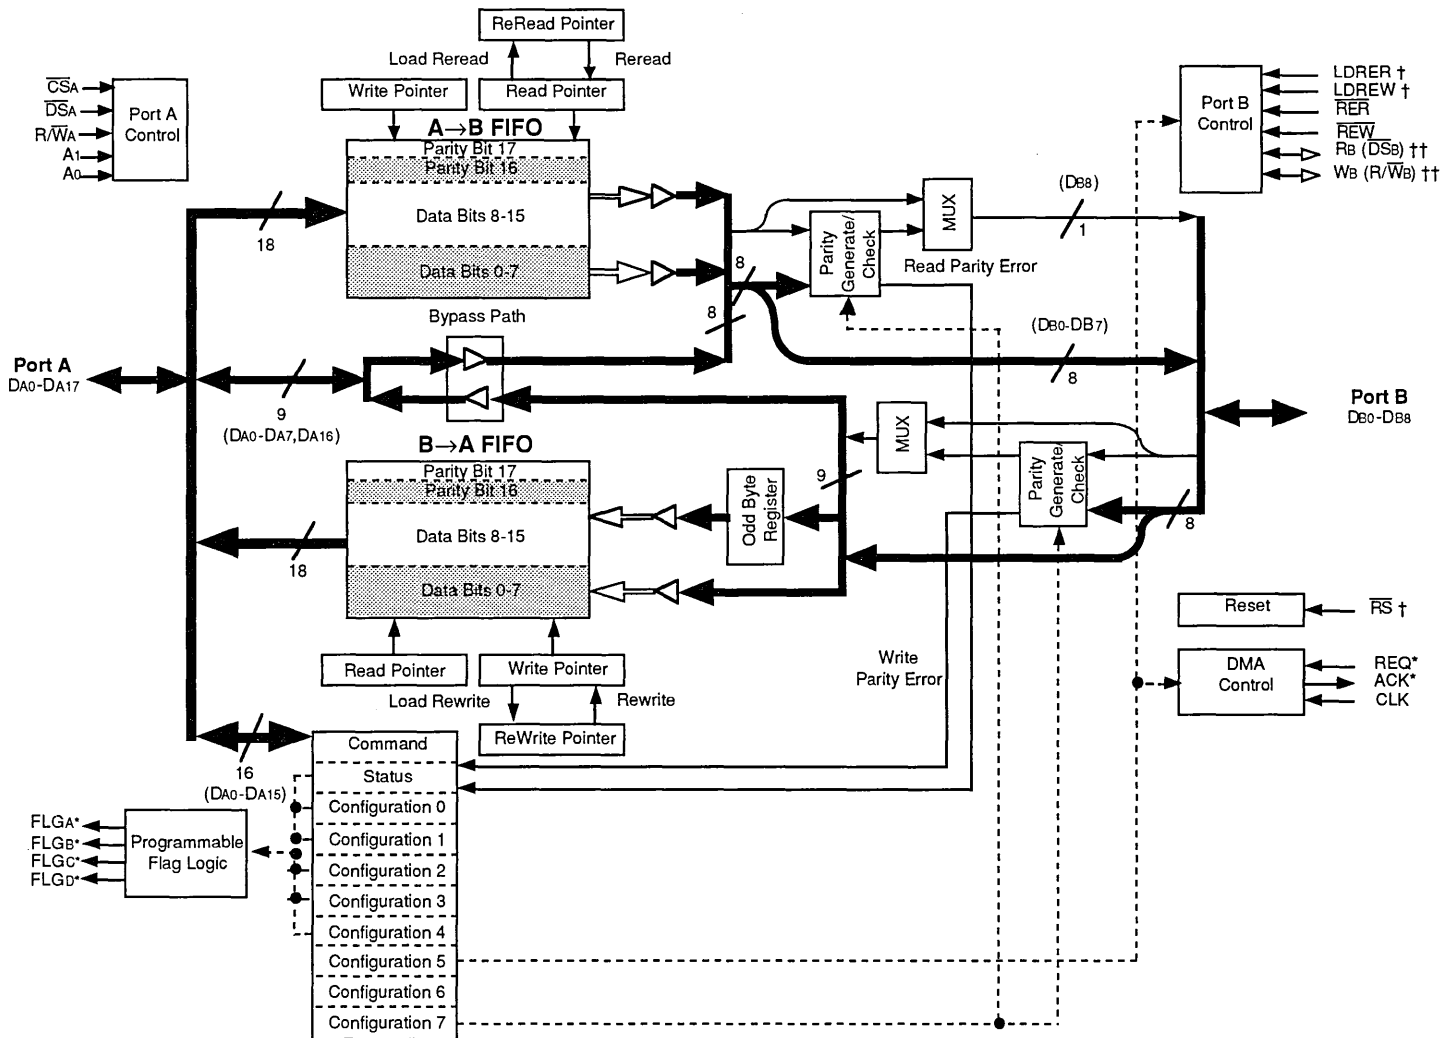 ReRead Pointer
Load Reread
Reread
Write Pointer
Read Pointer
CSA
DSA
R/WA
A1
A0
Port A
Control
A→B FIFO
Parity Bit 17
Parity Bit 16
Data Bits 8-15
Data Bits 0-7
18
8
8
Parity
Generate/
Check
MUX
(DB8)
1
Read Parity Error
Port B
Control
LDRER †
LDREW †
RER
REW
RB (DSB) ††
WB (R/WB) ††
Bypass Path
(DB0-DB7)
8
Port A
DA0-DA17
9
(DA0-DA7,DA16)
Port B
DB0-DB8
B→A FIFO
Parity Bit 17
Parity Bit 16
Data Bits 8-15
Data Bits 0-7
18
Odd Byte
Register
9
MUX
Parity
Generate/
Check
8
Reset
RS †
Read Pointer
Write Pointer
Load Rewrite
Rewrite
ReWrite Pointer
Write
Parity Error
DMA
Control
REQ*
ACK*
CLK
16
(DA0-DA15)
Command
Status
Configuration 0
Configuration 1
Configuration 2
Configuration 3
Configuration 4
Configuration 5
Configuration 6
Configuration 7
FLGA*
FLGB*
FLGC*
FLGD*
Programmable
Flag Logic